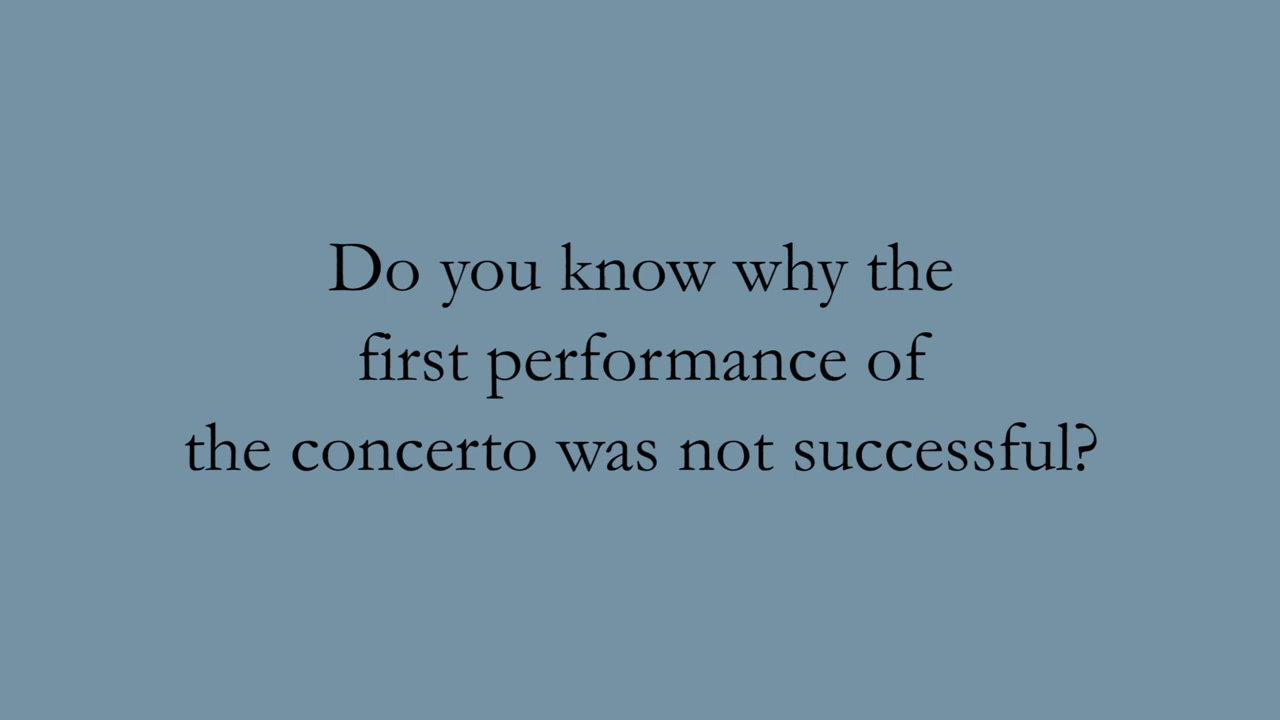 Do you know why the
first performance of
the concerto was not successful?